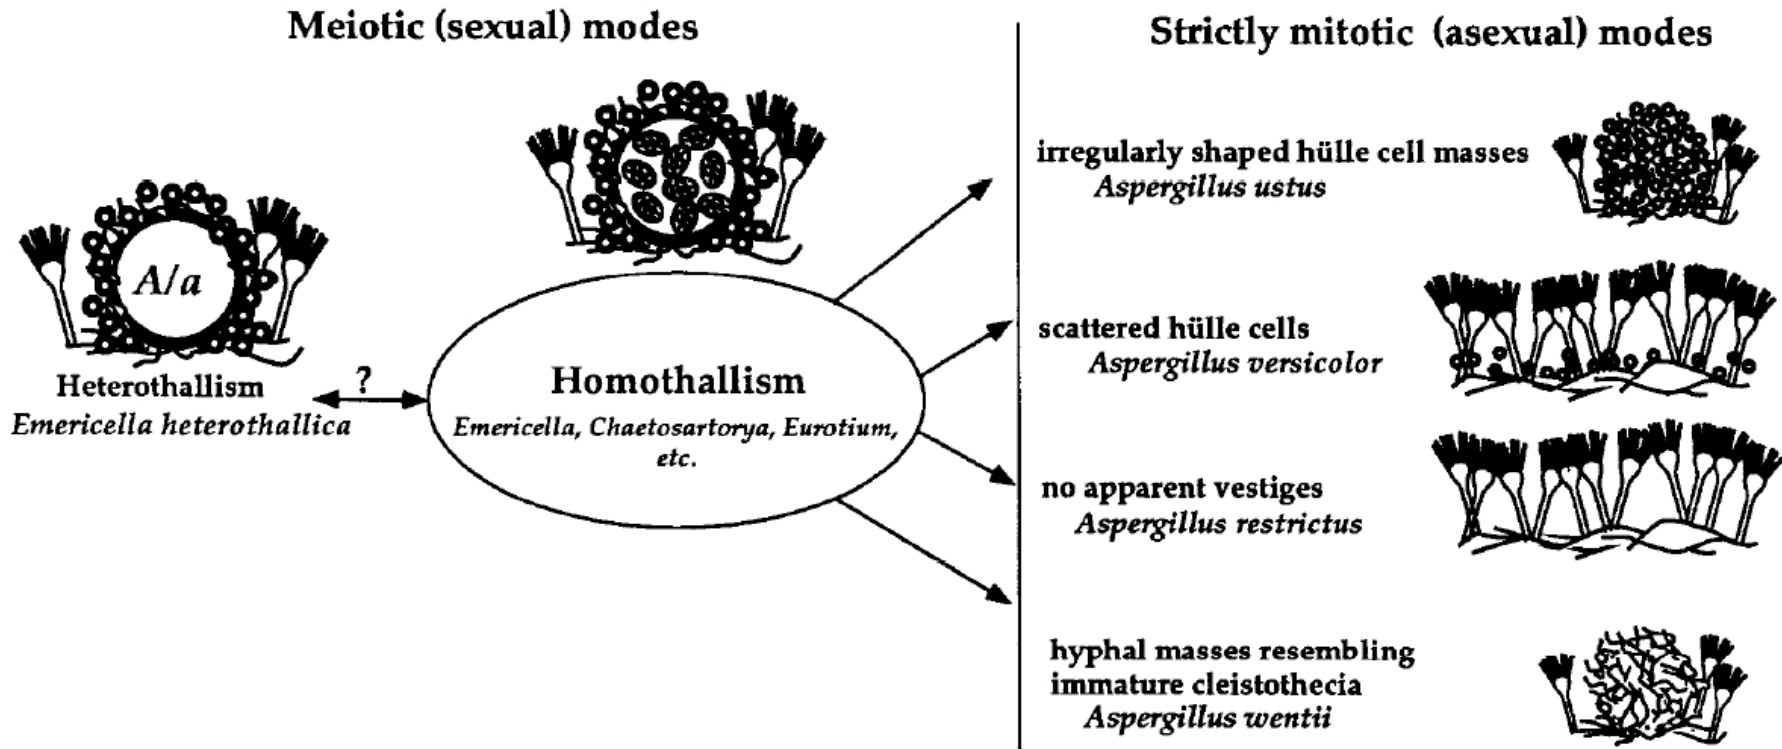 Meiotic (sexual) modes
Strictly mitotic (asexual) modes
A/a
Heterothallism
Emericella heterothallica
?
Homothallism
Emericella, Chaetosartorya, Eurotium,
etc.
irregularly shaped hülle cell masses
Aspergillus ustus
scattered hülle cells
Aspergillus versicolor
no apparent vestiges
Aspergillus restrictus
hyphal masses resembling
immature cleistothecia
Aspergillus wentii